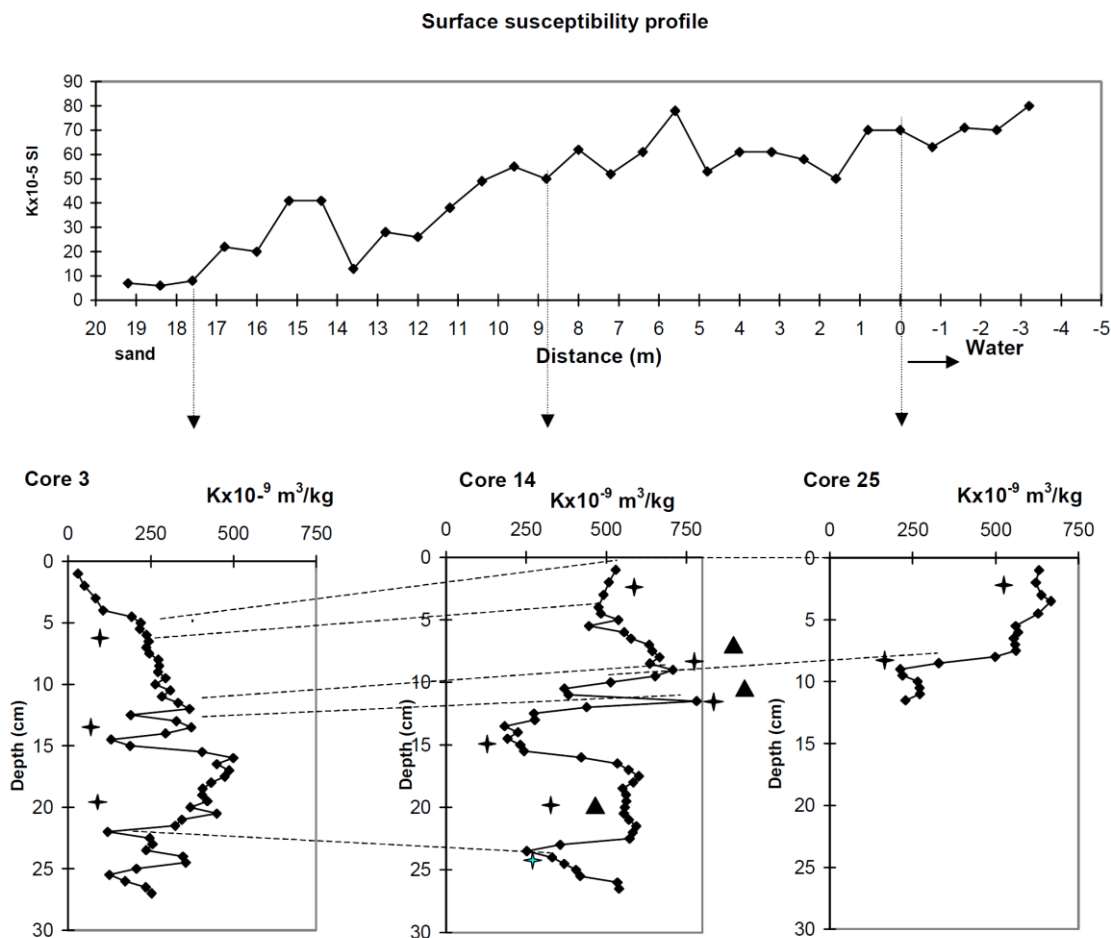 Surface susceptibility profile
90
80
70
60
50
40
30
20
10
0
Kx10-5 SI
20 19 18 17 16 15 14 13 12 11 10 9 8 7 6 5 4 3 2 1 0 -1 -2 -3 -5
sand
Distance (m)
Water
Core 3
Kx10-⁹ m³/kg
0 250 500 750
0
5
10
15
20
25
30
Depth (cm)
Core 14
Kx10⁻⁹ m³/kg
0 250 500 750
0
5
10
15
20
25
30
Depth (cm)
Core 25
Kx10⁻⁹ m³/kg
0 250 500 750
0
5
10
15
20
25
30
Depth (cm)